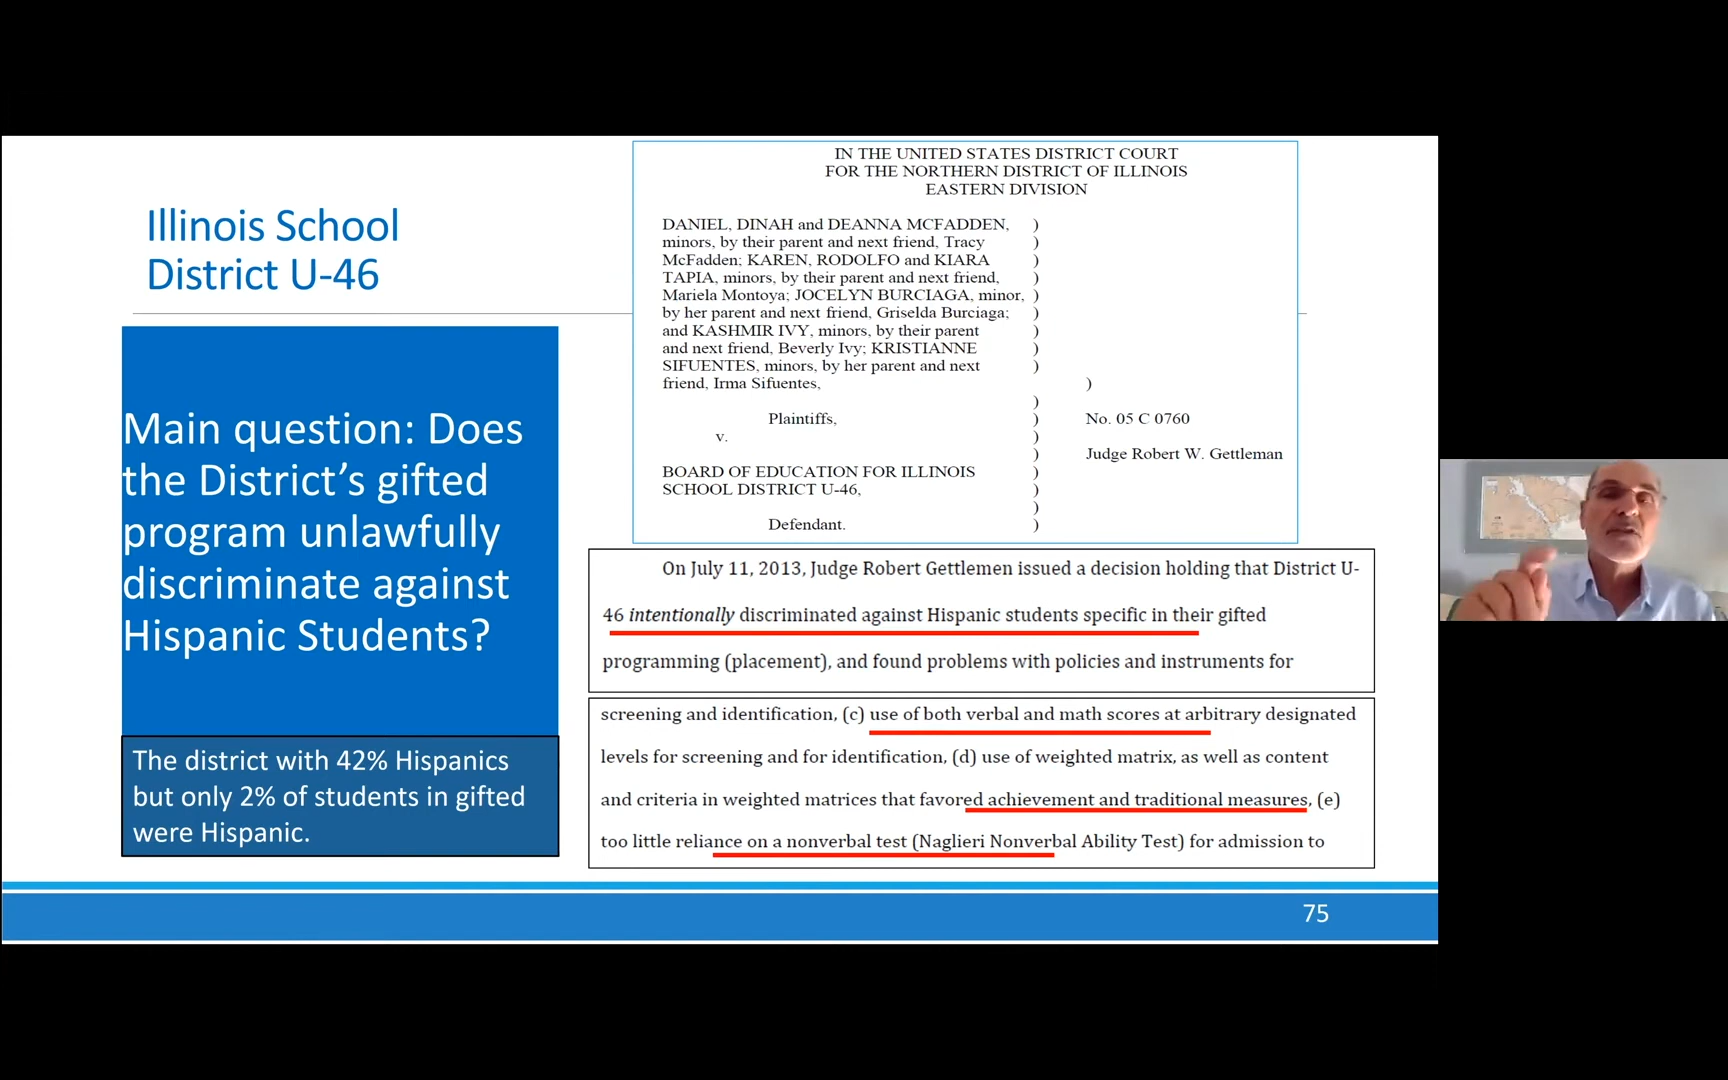 Illinois School
District U-46
Main question: Does
the District’s gifted
program unlawfully
discriminate against
Hispanic Students?
The district with 42% Hispanics
but only 2% of students in gifted
were Hispanic.
IN THE UNITED STATES DISTRICT COURT
FOR THE NORTHERN DISTRICT OF ILLINOIS
EASTERN DIVISION
DANIEL, DINAH and DEANNA MCFADDEN, )
minors, by their parent and next friend, Tracy )
McFadden; KAREN, RODOLFO and KIARA )
TAPIA, minors, by their parent and next friend, )
Mariela Montoya; JOCELYN BURCIAGA, minor, )
by her parent and next friend, Griselda Burciaga; )
and KASHMIR IVY, minors, by their parent )
and next friend, Beverly Ivy; KRISTIANNE )
SIFUENTES, minors, by her parent and next )
friend, Irma Sifuentes, )
)
Plaintiffs, ) No. 05 C 0760
v. )
) Judge Robert W. Gettleman
BOARD OF EDUCATION FOR ILLINOIS )
SCHOOL DISTRICT U-46, )
)
Defendant. )
On July 11, 2013, Judge Robert Gettlemen issued a decision holding that District U-
46 intentionally discriminated against Hispanic students specific in their gifted
programming (placement), and found problems with policies and instruments for
screening and identification, (c) use of both verbal and math scores at arbitrary designated
levels for screening and for identification, (d) use of weighted matrix, as well as content
and criteria in weighted matrices that favored achievement and traditional measures, (e)
too little reliance on a nonverbal test (Naglieri Nonverbal Ability Test) for admission to
75